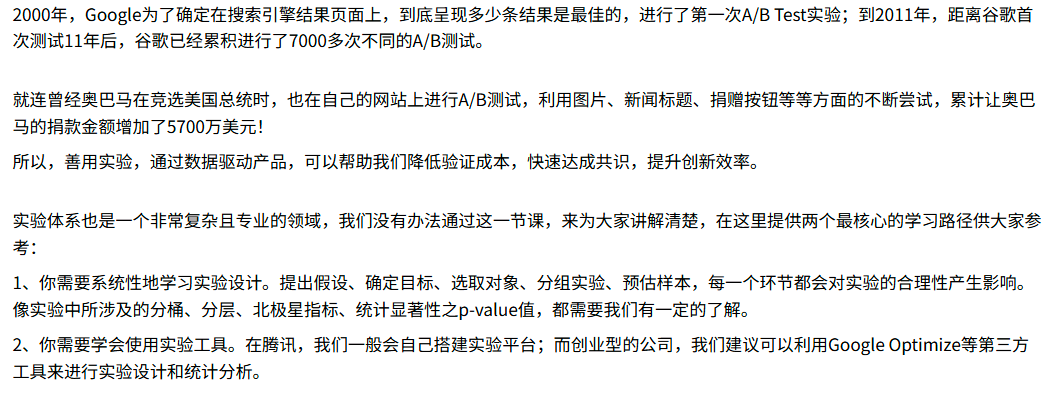 2000年，Google为了确定在搜索引擎结果页面上，到底呈现多少条结果是最佳的，进行了第一次A/B Test实验；到2011年，距离谷歌首
次测试11年后，谷歌已经累积进行了7000多次不同的A/B测试。
就连曾经奥巴马在竞选美国总统时，也在自己的网站上进行A/B测试，利用图片、新闻标题、捐赠按钮等等方面的不断尝试，累计让奥巴
马的捐款金额增加了5700万美元！
所以，善用实验，通过数据驱动产品，可以帮助我们降低验证成本，快速达成共识，提升创新效率。
实验体系也是一个非常复杂且专业的领域，我们没有办法通过这一节课，来为大家讲解清楚，在这里提供两个最核心的学习路径供大家参
考：
1、你需要系统性地学习实验设计。提出假设、确定目标、选取对象、分组实验、预估样本，每一个环节都会对实验的合理性产生影响。
像实验中所涉及的分桶、分层、北极星指标、统计显著性之p-value值，都需要我们有一定的了解。
2、你需要学会使用实验工具。在腾讯，我们一般会自己搭建实验平台；而创业型的公司，我们建议可以利用Google Optimize等第三方
工具来进行实验设计和统计分析。